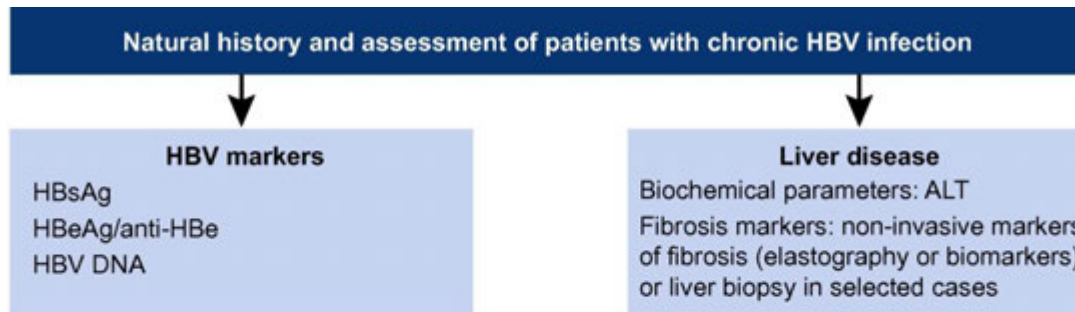 Natural history and assessment of patients with chronic HBV infection
HBV markers
HBsAg
HBeAg/anti-HBe
HBV DNA
Liver disease
Biochemical parameters: ALT
Fibrosis markers: non-invasive markers
of fibrosis (elastography or biomarkers)
or liver biopsy in selected cases